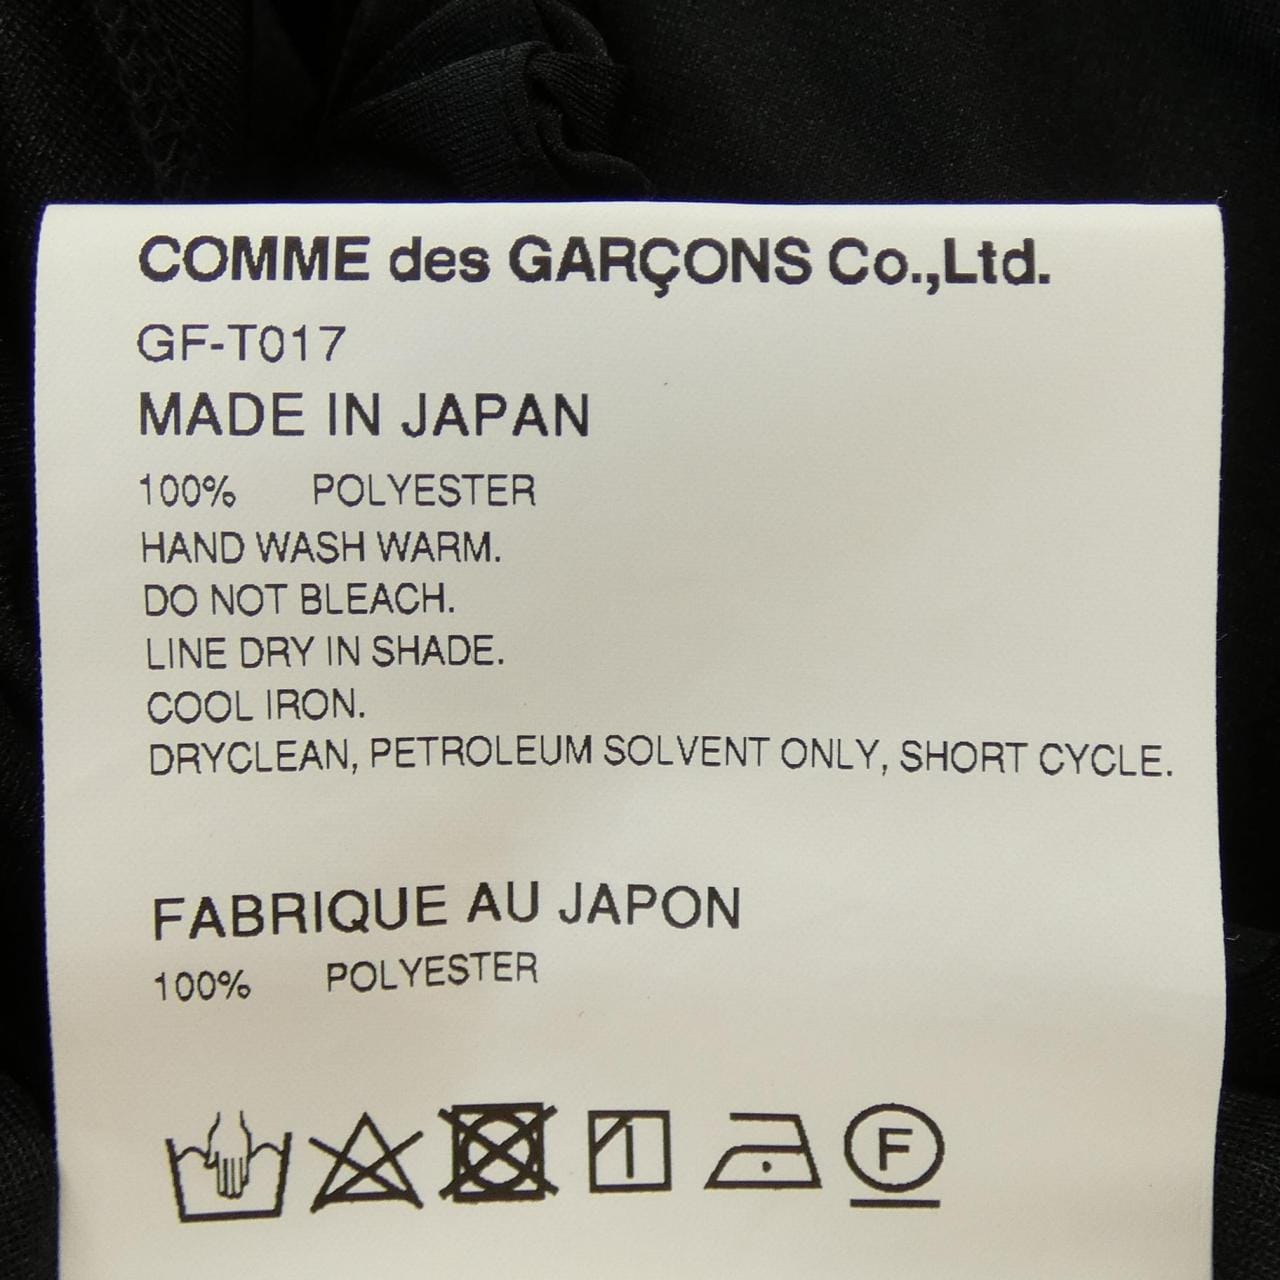 COMME des GARÇONS Co.,Ltd.
GF-T017
MADE IN JAPAN
100% POLYESTER
HAND WASH WARM.
DO NOT BLEACH.
LINE DRY IN SHADE.
COOL IRON.
DRYCLEAN, PETROLEUM SOLVENT ONLY, SHORT CYCLE.
FABRIQUE AU JAPON
100% POLYESTER
F